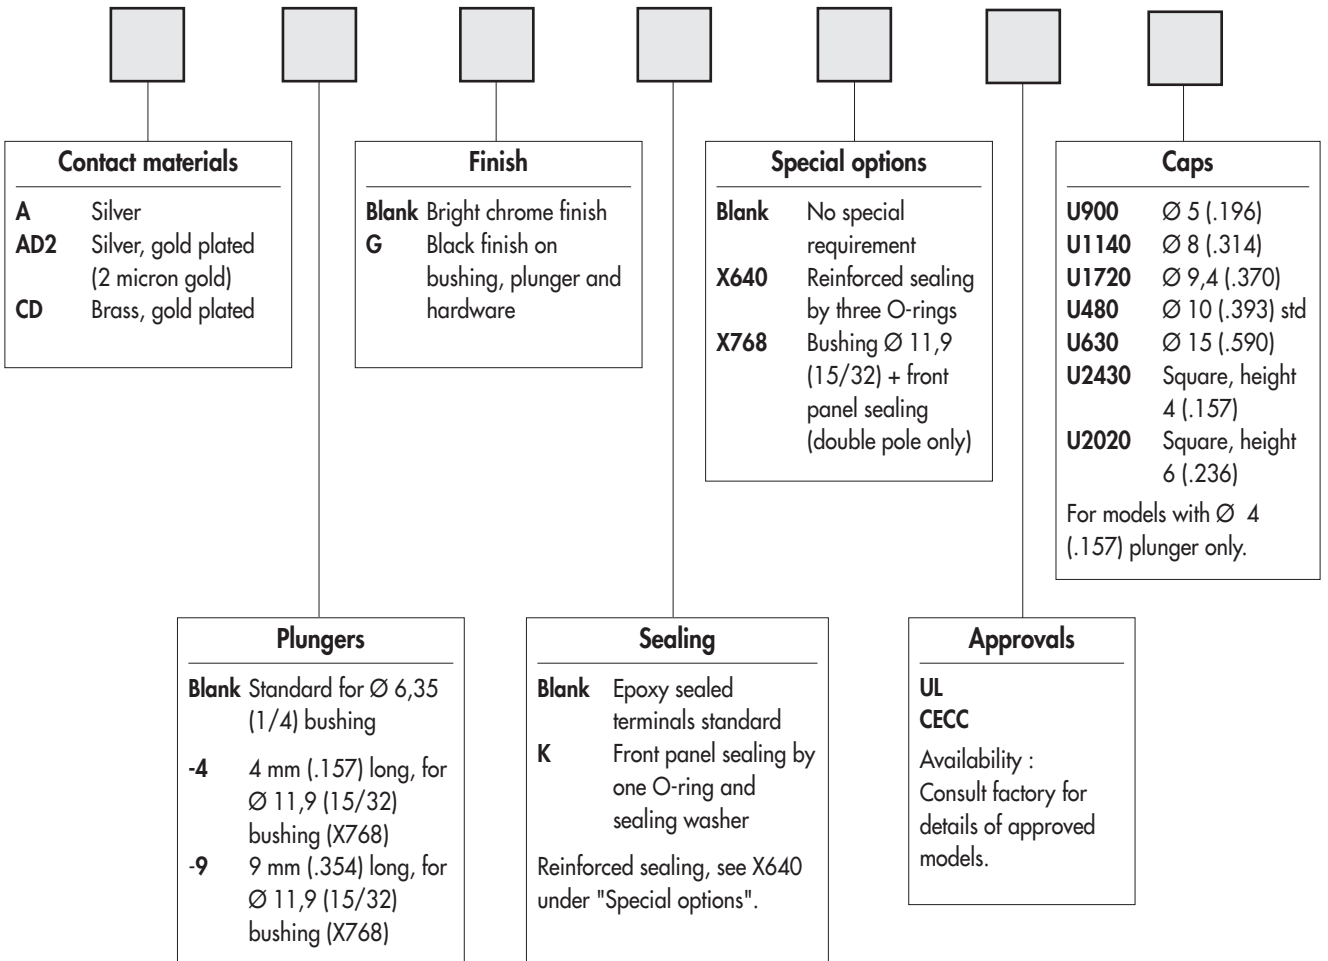 Contact materials
A Silver
AD2 Silver, gold plated
(2 micron gold)
CD Brass, gold plated
Finish
Blank Bright chrome finish
G Black finish on
bushing, plunger and
hardware
Special options
Blank No special
requirement
X640 Reinforced sealing
by three O-rings
X768 Bushing Ø 11,9
(15/32) + front
panel sealing
(double pole only)
Caps
U900 Ø 5 (.196)
U1140 Ø 8 (.314)
U1720 Ø 9,4 (.370)
U480 Ø 10 (.393) std
U630 Ø 15 (.590)
U2430 Square, height
4 (.157)
U2020 Square, height
6 (.236)
For models with Ø 4
(.157) plunger only.
Plungers
Blank Standard for Ø 6,35
(1/4) bushing
-4 4 mm (.157) long, for
Ø 11,9 (15/32)
bushing (X768)
-9 9 mm (.354) long, for
Ø 11,9 (15/32)
bushing (X768)
Sealing
Blank Epoxy sealed
terminals standard
K Front panel sealing by
one O-ring and
sealing washer
Reinforced sealing, see X640
under "Special options".
Approvals
UL
CECC
Availability :
Consult factory for
details of approved
models.